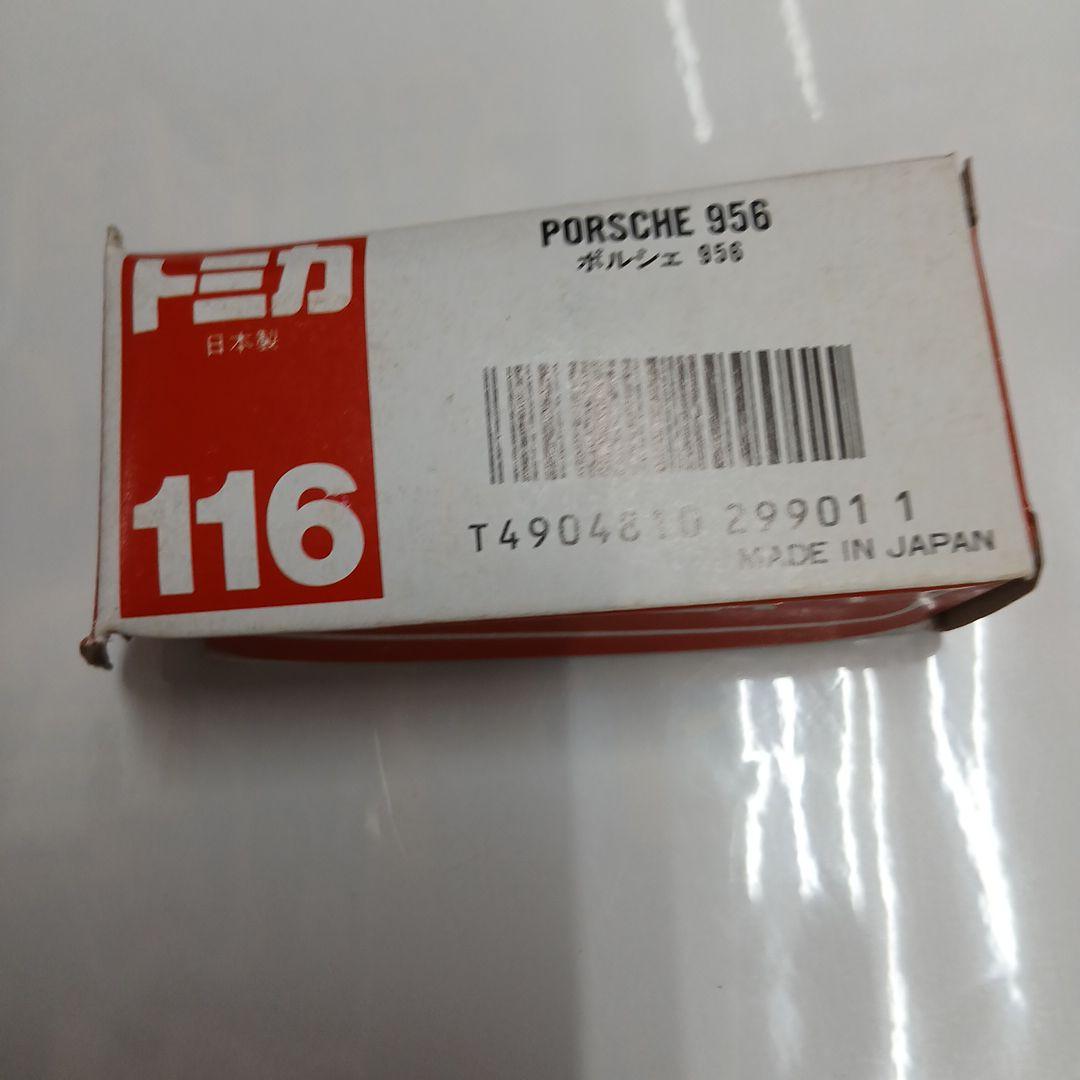 トミカ
日本製
116
PORSCHE 956
ポルシェ 956
T4904810 29901 1
MADE IN JAPAN